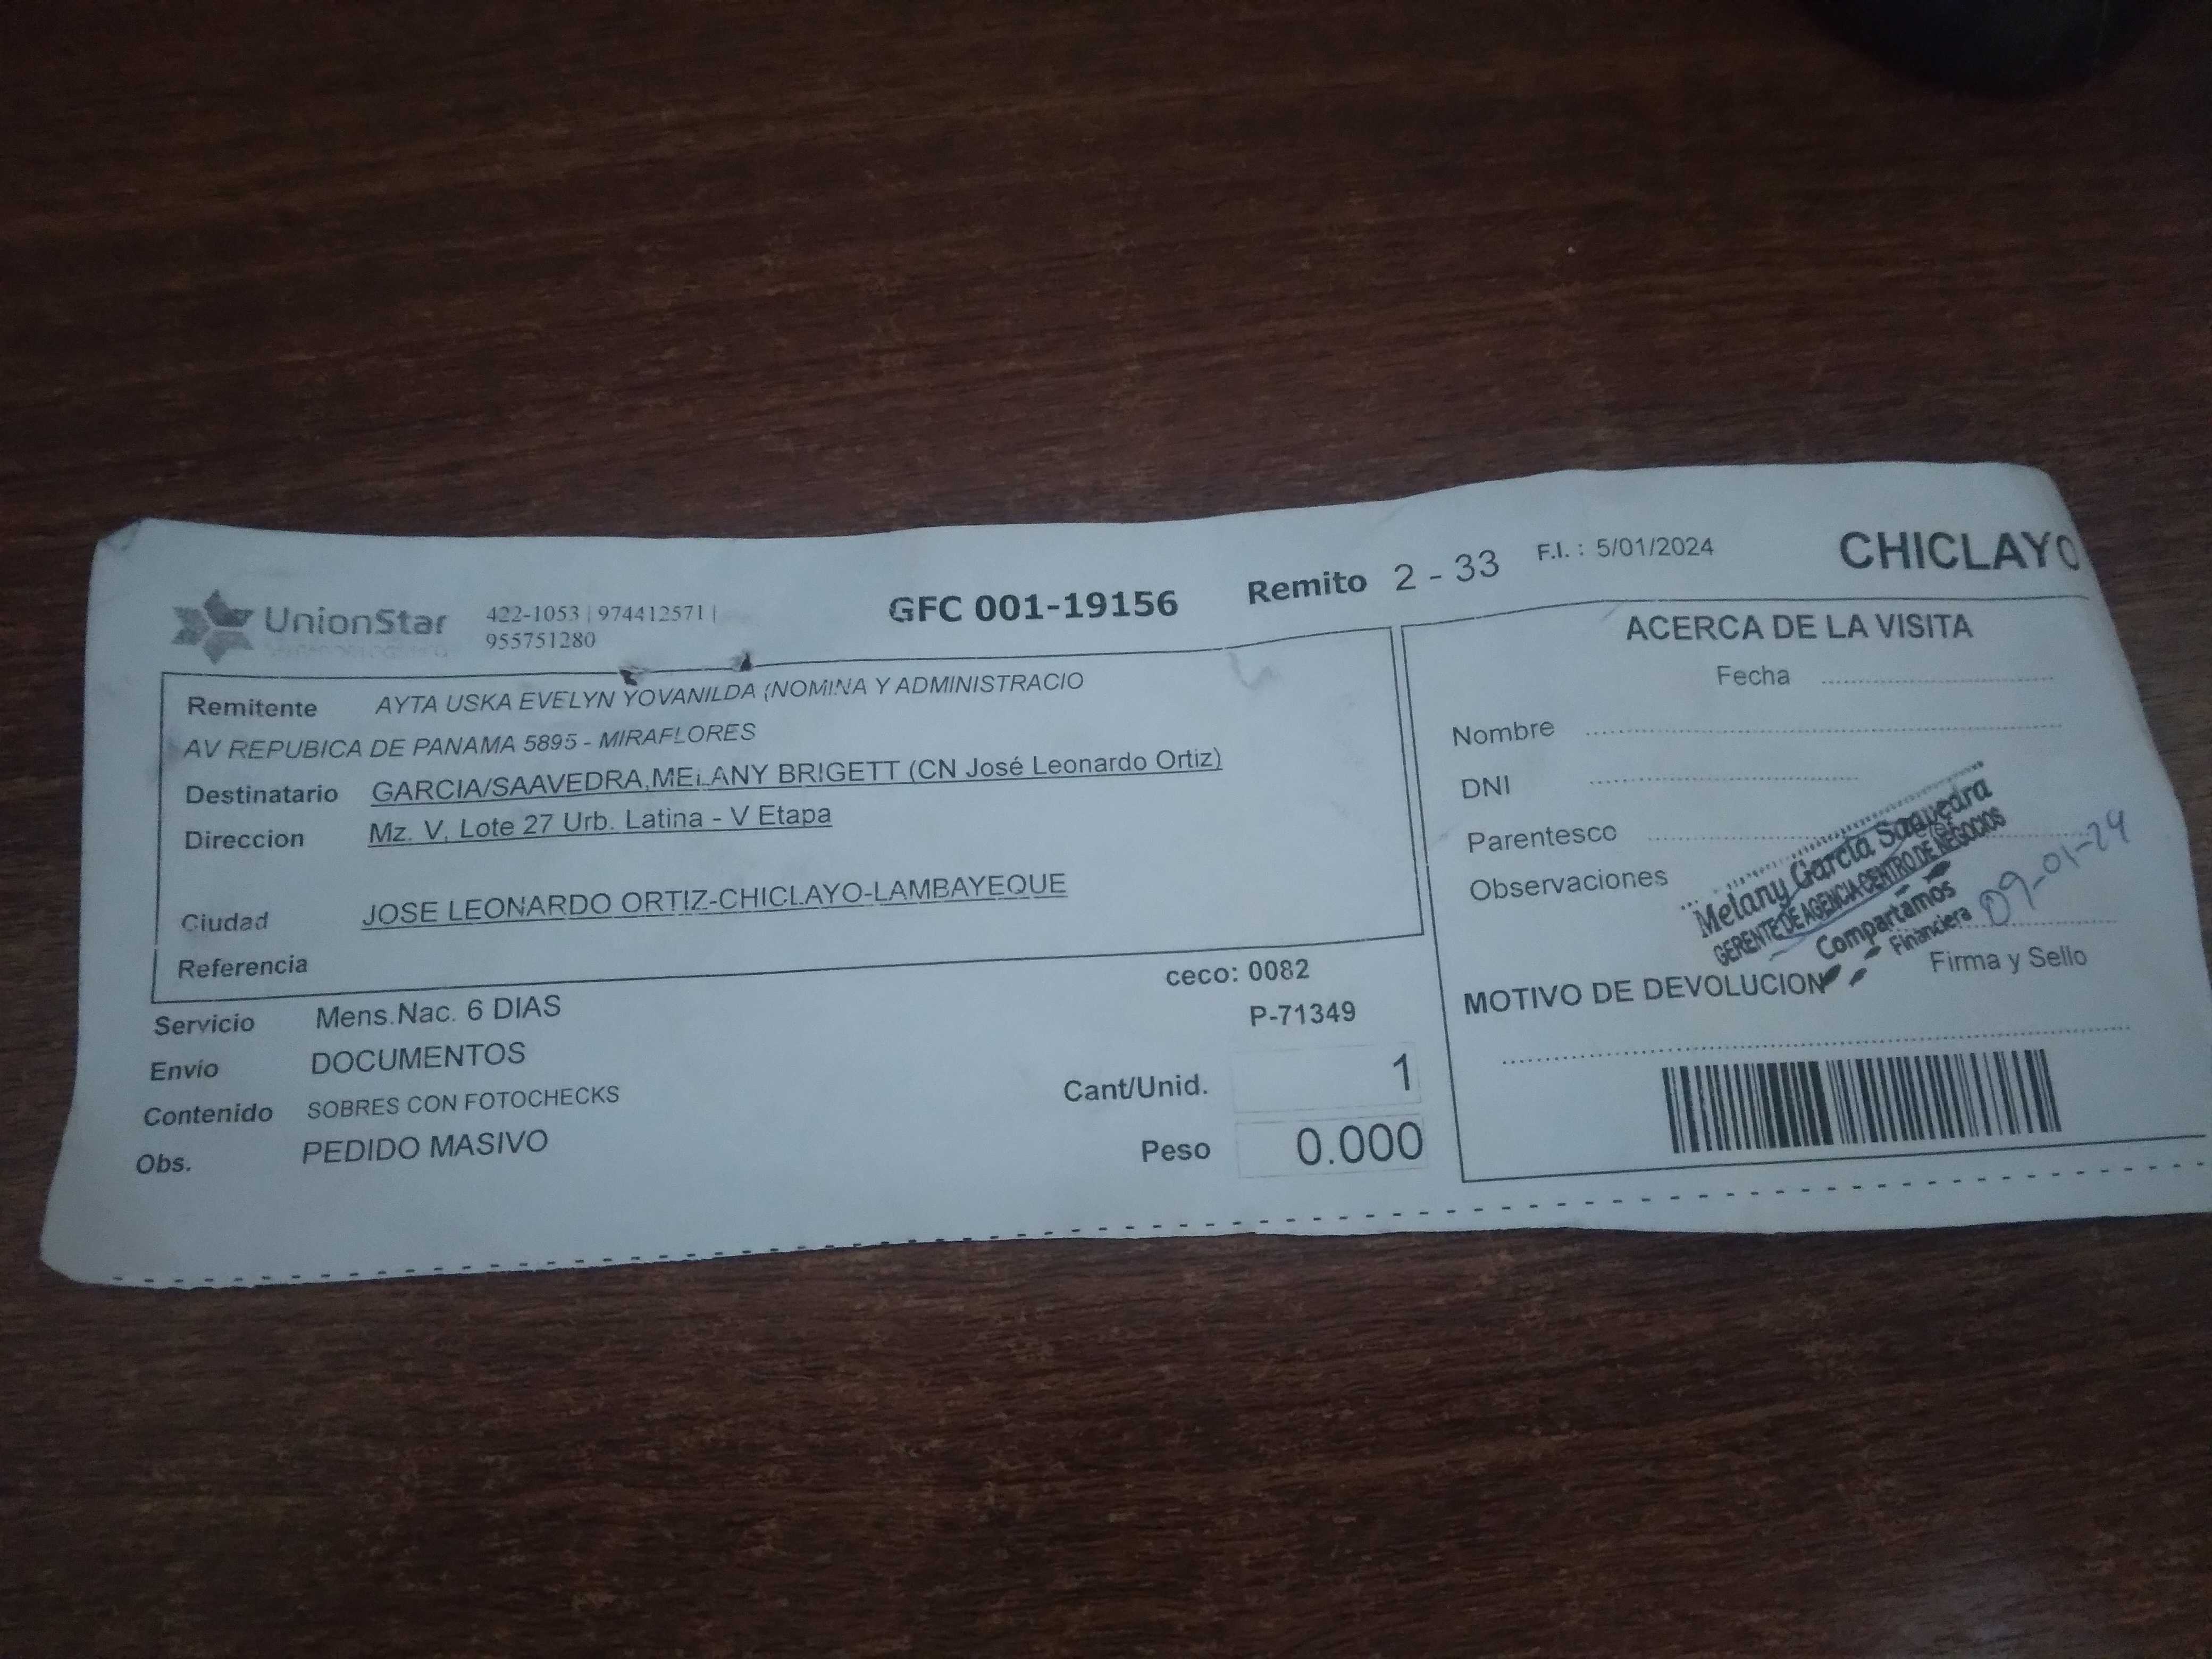 UnionStar
422-1053 | 974412571 |
955751280
GFC 001-19156
Remito 2 - 33
F.I. : 5/01/2024
CHICLAYO
Remitente AYTA USKA EVELYN YOVANILDA (NOMINA Y ADMINISTRACIO
AV REPUBICA DE PANAMA 5895 - MIRAFLORES
Destinatario GARCIA/SAAVEDRA,MELANY BRIGETT (CN José Leonardo Ortiz)
Direccion Mz. V, Lote 27 Urb. Latina - V Etapa
Ciudad JOSE LEONARDO ORTIZ-CHICLAYO-LAMBAYEQUE
Referencia
ceco: 0082
Servicio Mens.Nac. 6 DIAS
P-71349
Envio DOCUMENTOS
Cant/Unid. 1
Contenido SOBRES CON FOTOCHECKS
Obs. PEDIDO MASIVO
Peso 0.000
ACERCA DE LA VISITA
Fecha
Nombre
DNI
Parentesco
Observaciones
Melany García Saavedra
GERENTE DE AGENCIA CENTRO DE NEGOCIOS
Compartamos
Financiera
09-01-24
Firma y Sello
MOTIVO DE DEVOLUCION